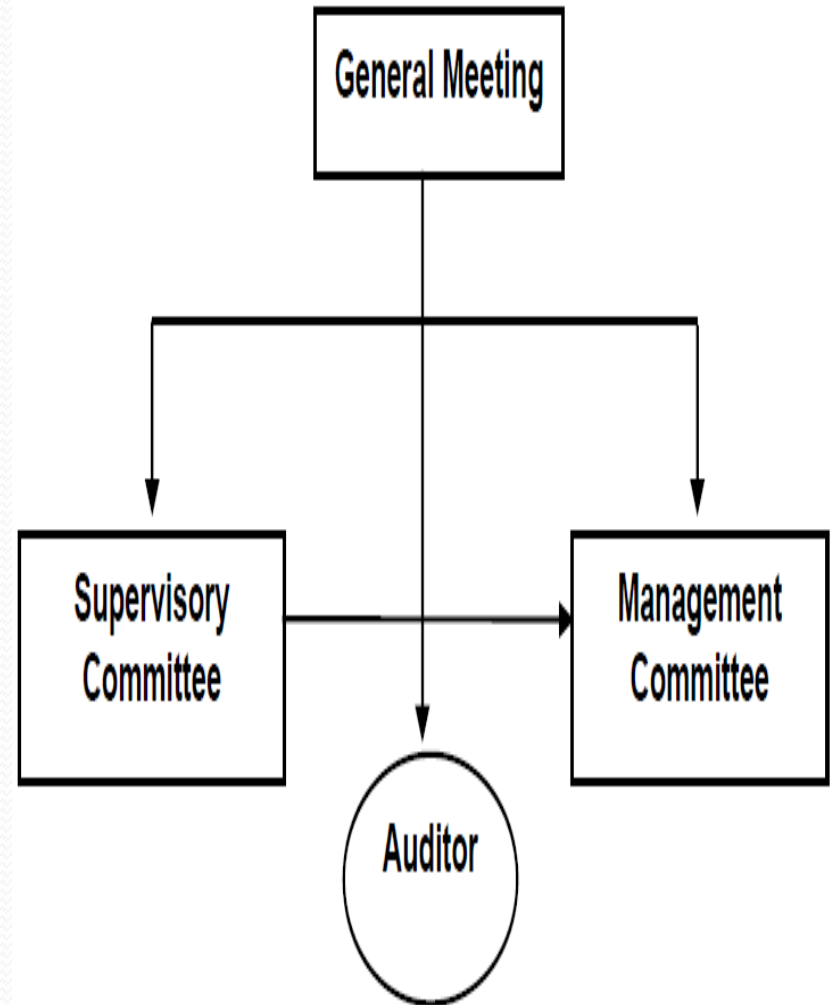 General Meeting
Supervisory
Committee
Management
Committee
Auditor